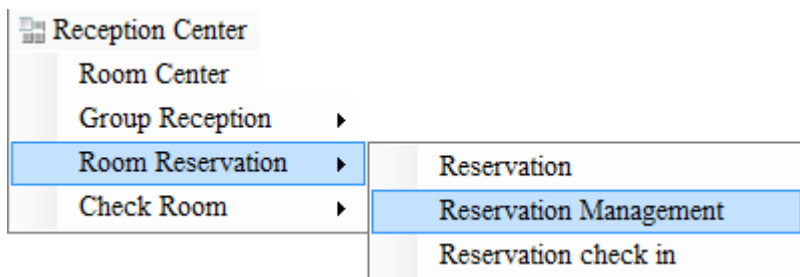 Reception Center
Room Center
Group Reception
Room Reservation
Check Room
Reservation
Reservation Management
Reservation check in